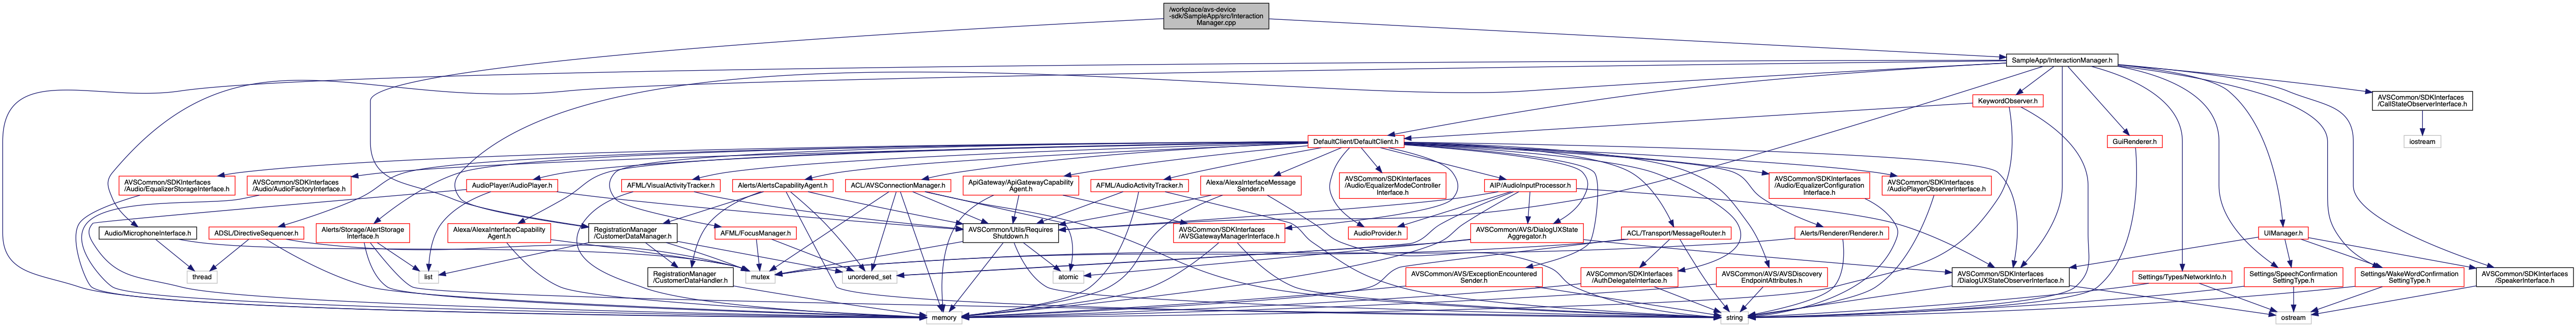 /workplace/avs-device
-sdk/SampleApp/src/Interaction
Manager.cpp
SampleApp/InteractionManager.h
KeywordObserver.h
AVSCommon/SDKInterfaces
/CallStateObserverInterface.h
DefaultClient/DefaultClient.h
GuiRenderer.h
iostream
AVSCommon/SDKInterfaces
/Audio/EqualizerStorageInterface.h
AVSCommon/SDKInterfaces
/Audio/AudioFactoryInterface.h
AudioPlayer/AudioPlayer.h
AFML/VisualActivityTracker.h
Alerts/AlertsCapabilityAgent.h
ACL/AVSConnectionManager.h
ApiGateway/ApiGatewayCapability
Agent.h
AFML/AudioActivityTracker.h
Alexa/AlexaInterfaceMessage
Sender.h
AVSCommon/SDKInterfaces
/Audio/EqualizerModeController
Interface.h
AIP/AudioInputProcessor.h
AVSCommon/SDKInterfaces
/Audio/EqualizerConfiguration
Interface.h
AVSCommon/SDKInterfaces
/AudioPlayerObserverInterface.h
Audio/MicrophoneInterface.h
ADSL/DirectiveSequencer.h
Alerts/Storage/AlertStorage
Interface.h
Alexa/AlexaInterfaceCapability
Agent.h
RegistrationManager
/CustomerDataManager.h
AFML/FocusManager.h
AVSCommon/Utils/Requires
Shutdown.h
AVSCommon/SDKInterfaces
/AVSGatewayManagerInterface.h
AudioProvider.h
AVSCommon/AVS/DialogUXState
Aggregator.h
ACL/Transport/MessageRouter.h
Alerts/Renderer/Renderer.h
UIManager.h
thread
list
RegistrationManager
/CustomerDataHandler.h
mutex
unordered_set
atomic
AVSCommon/AVS/ExceptionEncountered
Sender.h
AVSCommon/SDKInterfaces
/AuthDelegateInterface.h
AVSCommon/AVS/AVSDiscovery
EndpointAttributes.h
AVSCommon/SDKInterfaces
/DialogUXStateObserverInterface.h
Settings/Types/NetworkInfo.h
Settings/SpeechConfirmation
SettingType.h
Settings/WakeWordConfirmation
SettingType.h
AVSCommon/SDKInterfaces
/SpeakerInterface.h
memory
string
ostream